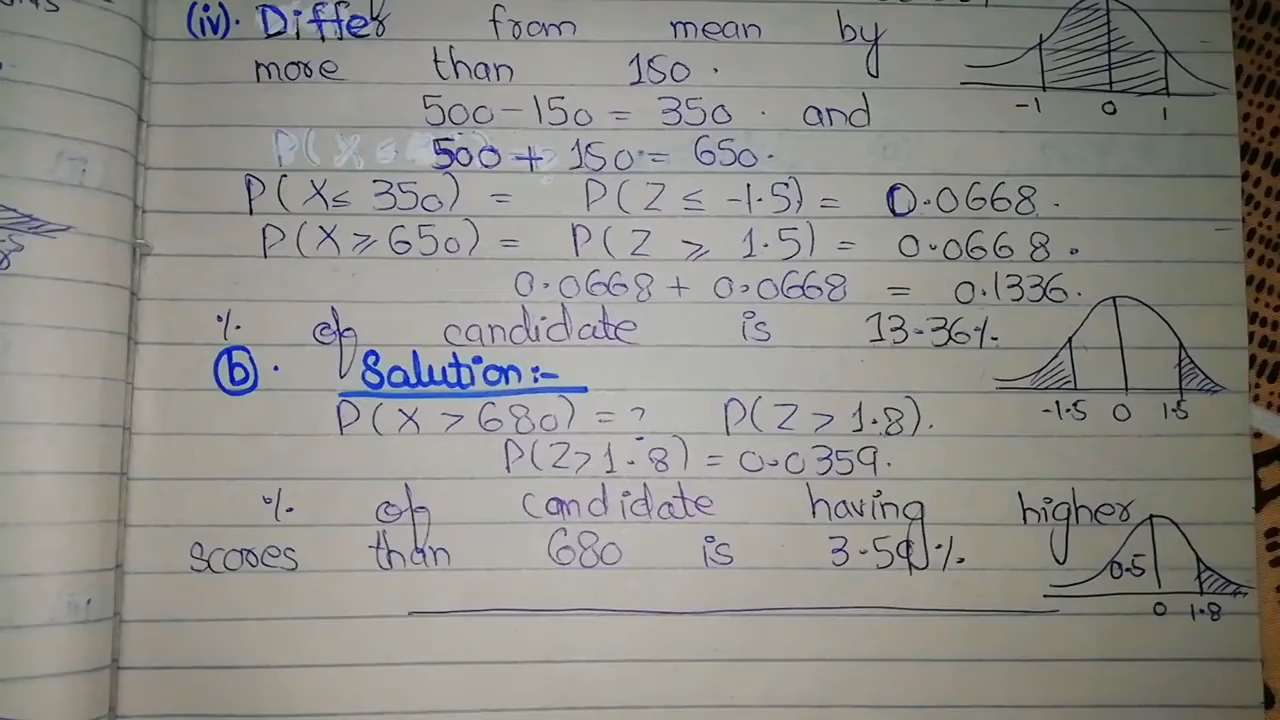 (iv). Differ from mean by
more than 150.
-1 0 1
500-150 = 350. and
500 + 150 = 650.
P(X≤ 350) = P(Z ≤ -1.5) = 0.0668.
P(X≥650) = P(Z ≥ 1.5) = 0.0668.
0.0668 + 0.0668 = 0.1336.
% of candidate is 13.36%.
(b). Salution:-
-1.5 0 1.5
P(X > 680) = ? P(Z > 1.8).
P(Z> 1.8) = 0.0359.
% of candidate having higher
scores than 680 is 3.59%.
0.5
0 1.8